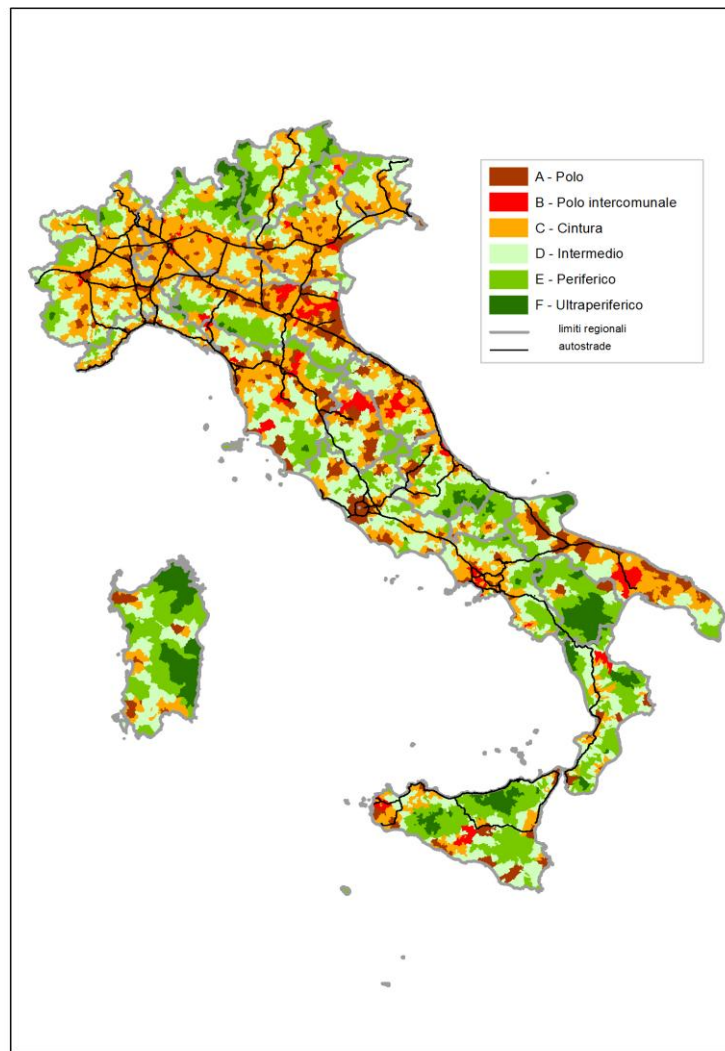 A - Polo
B - Polo intercomunale
C - Cintura
D - Intermedio
E - Periferico
F - Ultraperiferico
limiti regionali
autostrade